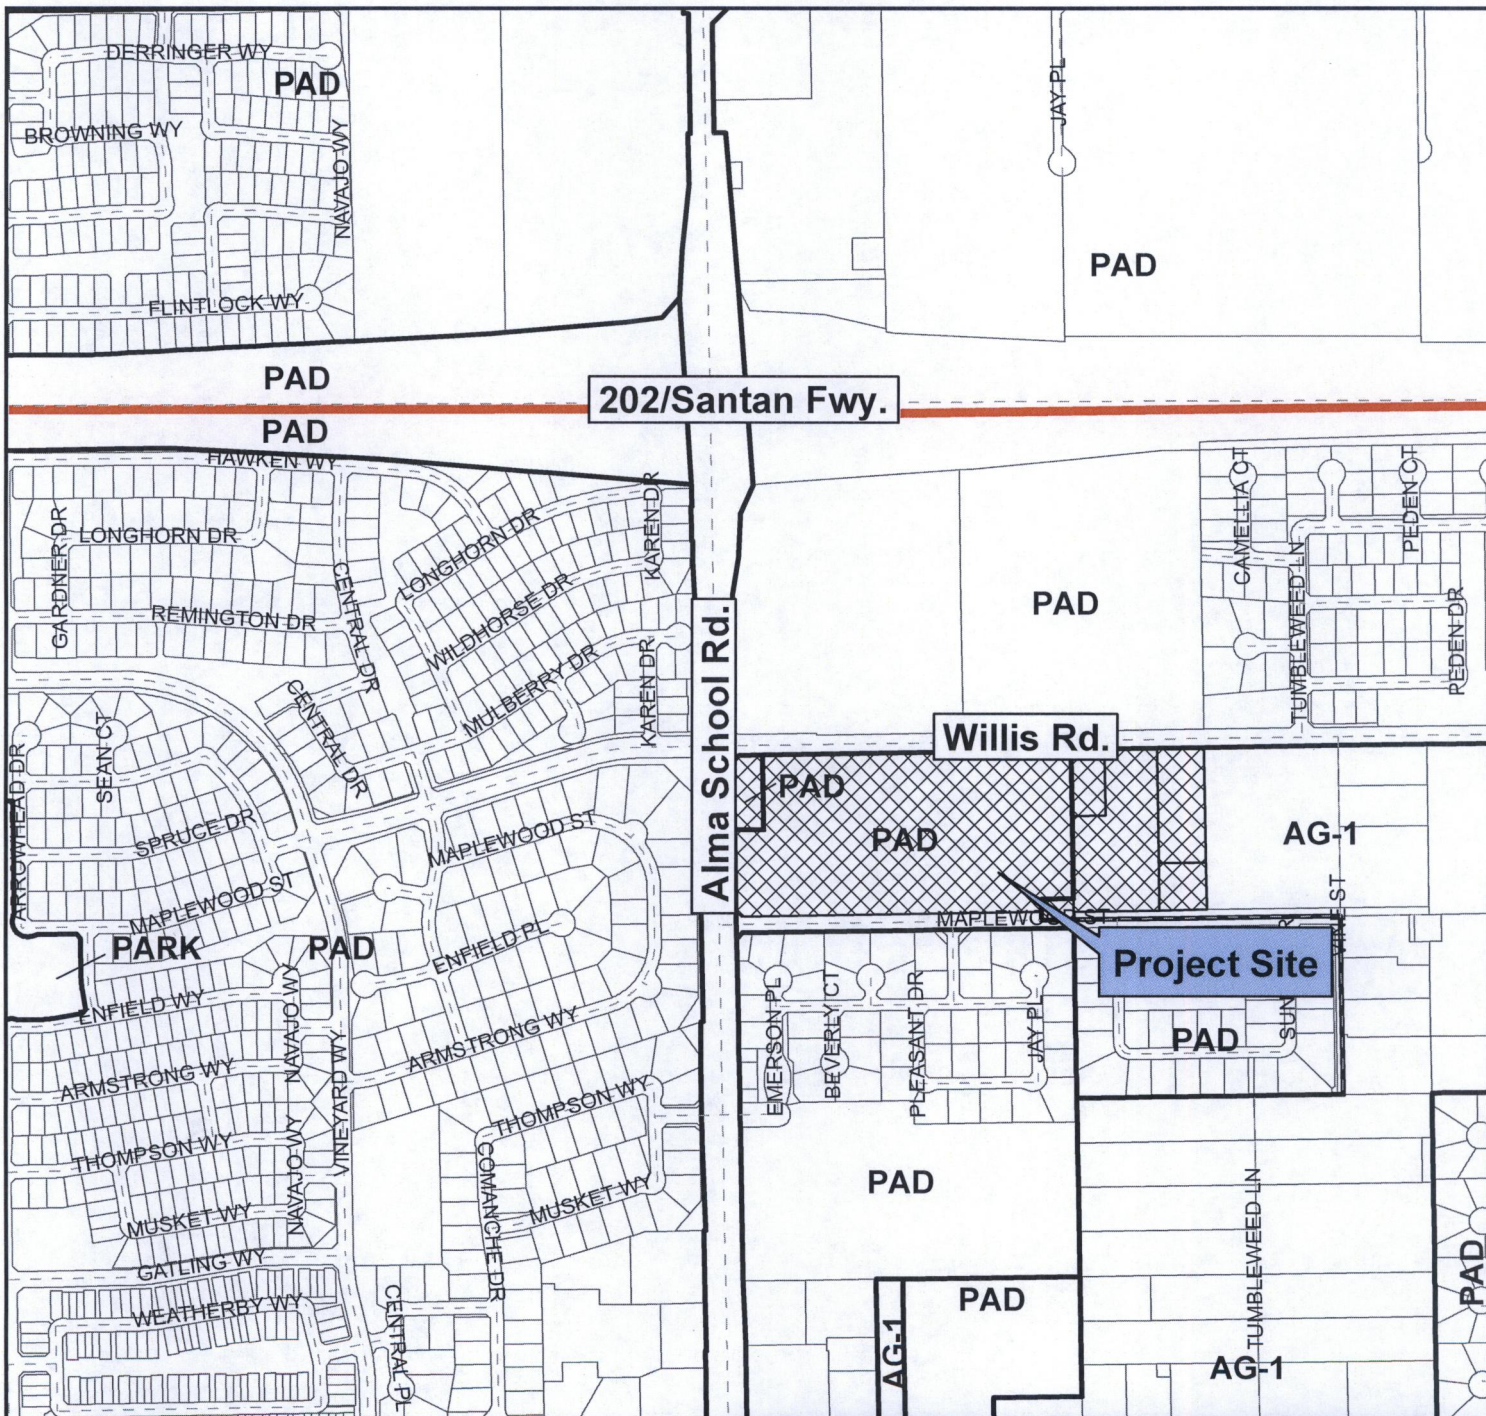 DERRINGER WY
PAD
BROWNING WY
NAVAJO WY
FLINTLOCK WY
JAY PL
PAD
PAD
202/Santan Fwy.
PAD
HAWKEN WY
GARDNER DR
LONGHORN DR
REMINGTON DR
CENTRAL DR
LONGHORN DR
WILDHORSE DR
MULBERRY DR
KAREN DR
KAREN DR
CAMELLIA CT
PEDEN CT
TUMBLEWEED LN
PEDEN DR
PAD
Alma School Rd.
Willis Rd.
CENTRAL DR
SEAN CT
ARROWHEAD DR
SPRUCE DR
MAPLEWOOD ST
MAPLEWOOD ST
PAD
PAD
AG-1
MAPLEWOOD ST
VINE ST
Project Site
PARK
PAD
ENFIELD PL
ENFIELD WY
NAVAJO WY
ARMSTRONG WY
ARMSTRONG WY
VINEYARD WY
EMERSON PL
BEVERLY CT
PLEASANT DR
JAY PL
PAD
THOMPSON WY
THOMPSON WY
NAVAJO WY
COMANCHE DR
MUSKET WY
MUSKET WY
PAD
TUMBLEWEED LN
GATLING WY
WEATHERBY WY
CENTRAL PL
PAD
AG-1
AG-1
PAD